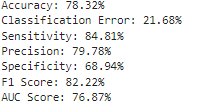 Accuracy: 78.32%
Classification Error: 21.68%
Sensitivity: 84.81%
Precision: 79.78%
Specificity: 68.94%
F1 Score: 82.22%
AUC Score: 76.87%